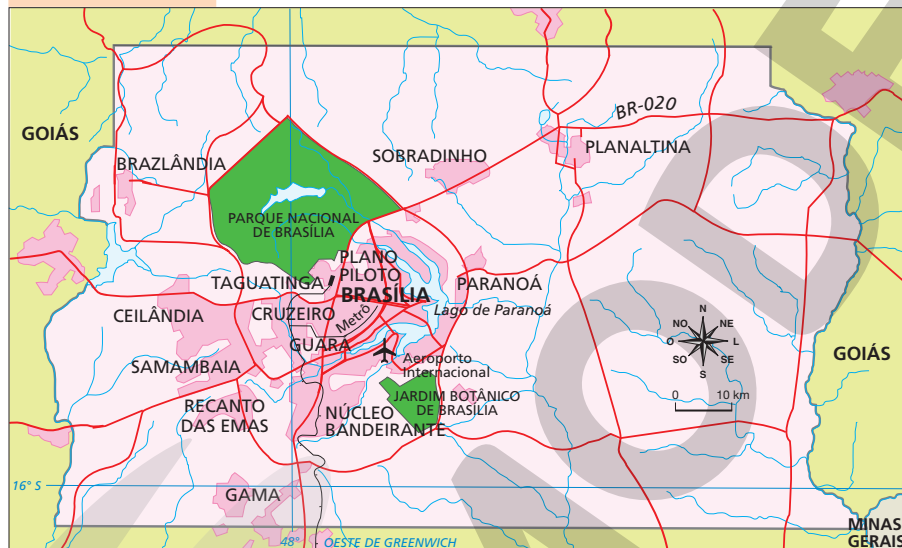 BR-020
GOIÁS
PLANALTINA
SOBRADINHO
BRAZLÂNDIA
PARQUE NACIONAL
DE BRASÍLIA
PLANO
PILOTO
TAGUATINGA
BRASÍLIA
PARANOÁ
Lago de Paranoá
CEILÂNDIA
CRUZEIRO
Metrô
GUARÁ
N
NO
NE
O
L
SO
SE
S
GOIÁS
Aeroporto
Internacional
SAMAMBAIA
JARDIM BOTÂNICO
DE BRASÍLIA
0
10 km
RECANTO
DAS EMAS
NÚCLEO
BANDEIRANTE
16° S
GAMA
48°
OESTE DE GREENWICH
MINAS
GERAIS